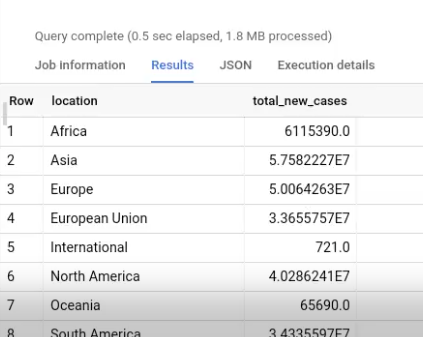 Query complete (0.5 sec elapsed, 1.8 MB processed)
Job information Results JSON Execution details
Row location total_new_cases
1 Africa 6115390.0
2 Asia 5.7582227E7
3 Europe 5.0064263E7
4 European Union 3.3655757E7
5 International 721.0
6 North America 4.0286241E7
7 Oceania 65690.0
8 South America 3.4335597E7